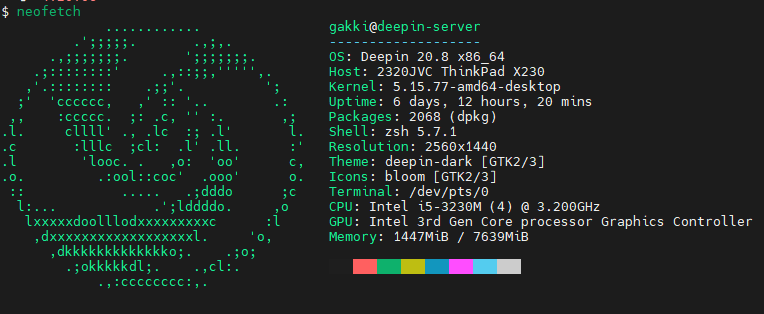 $ neofetch
gakki@deepin-server
-------------------
OS: Deepin 20.8 x86_64
Host: 2320JVC ThinkPad X230
Kernel: 5.15.77-amd64-desktop
Uptime: 6 days, 12 hours, 20 mins
Packages: 2068 (dpkg)
Shell: zsh 5.7.1
Resolution: 2560x1440
Theme: deepin-dark [GTK2/3]
Icons: bloom [GTK2/3]
Terminal: /dev/pts/0
CPU: Intel i5-3230M (4) @ 3.200GHz
GPU: Intel 3rd Gen Core processor Graphics Controller
Memory: 1447MiB / 7639MiB